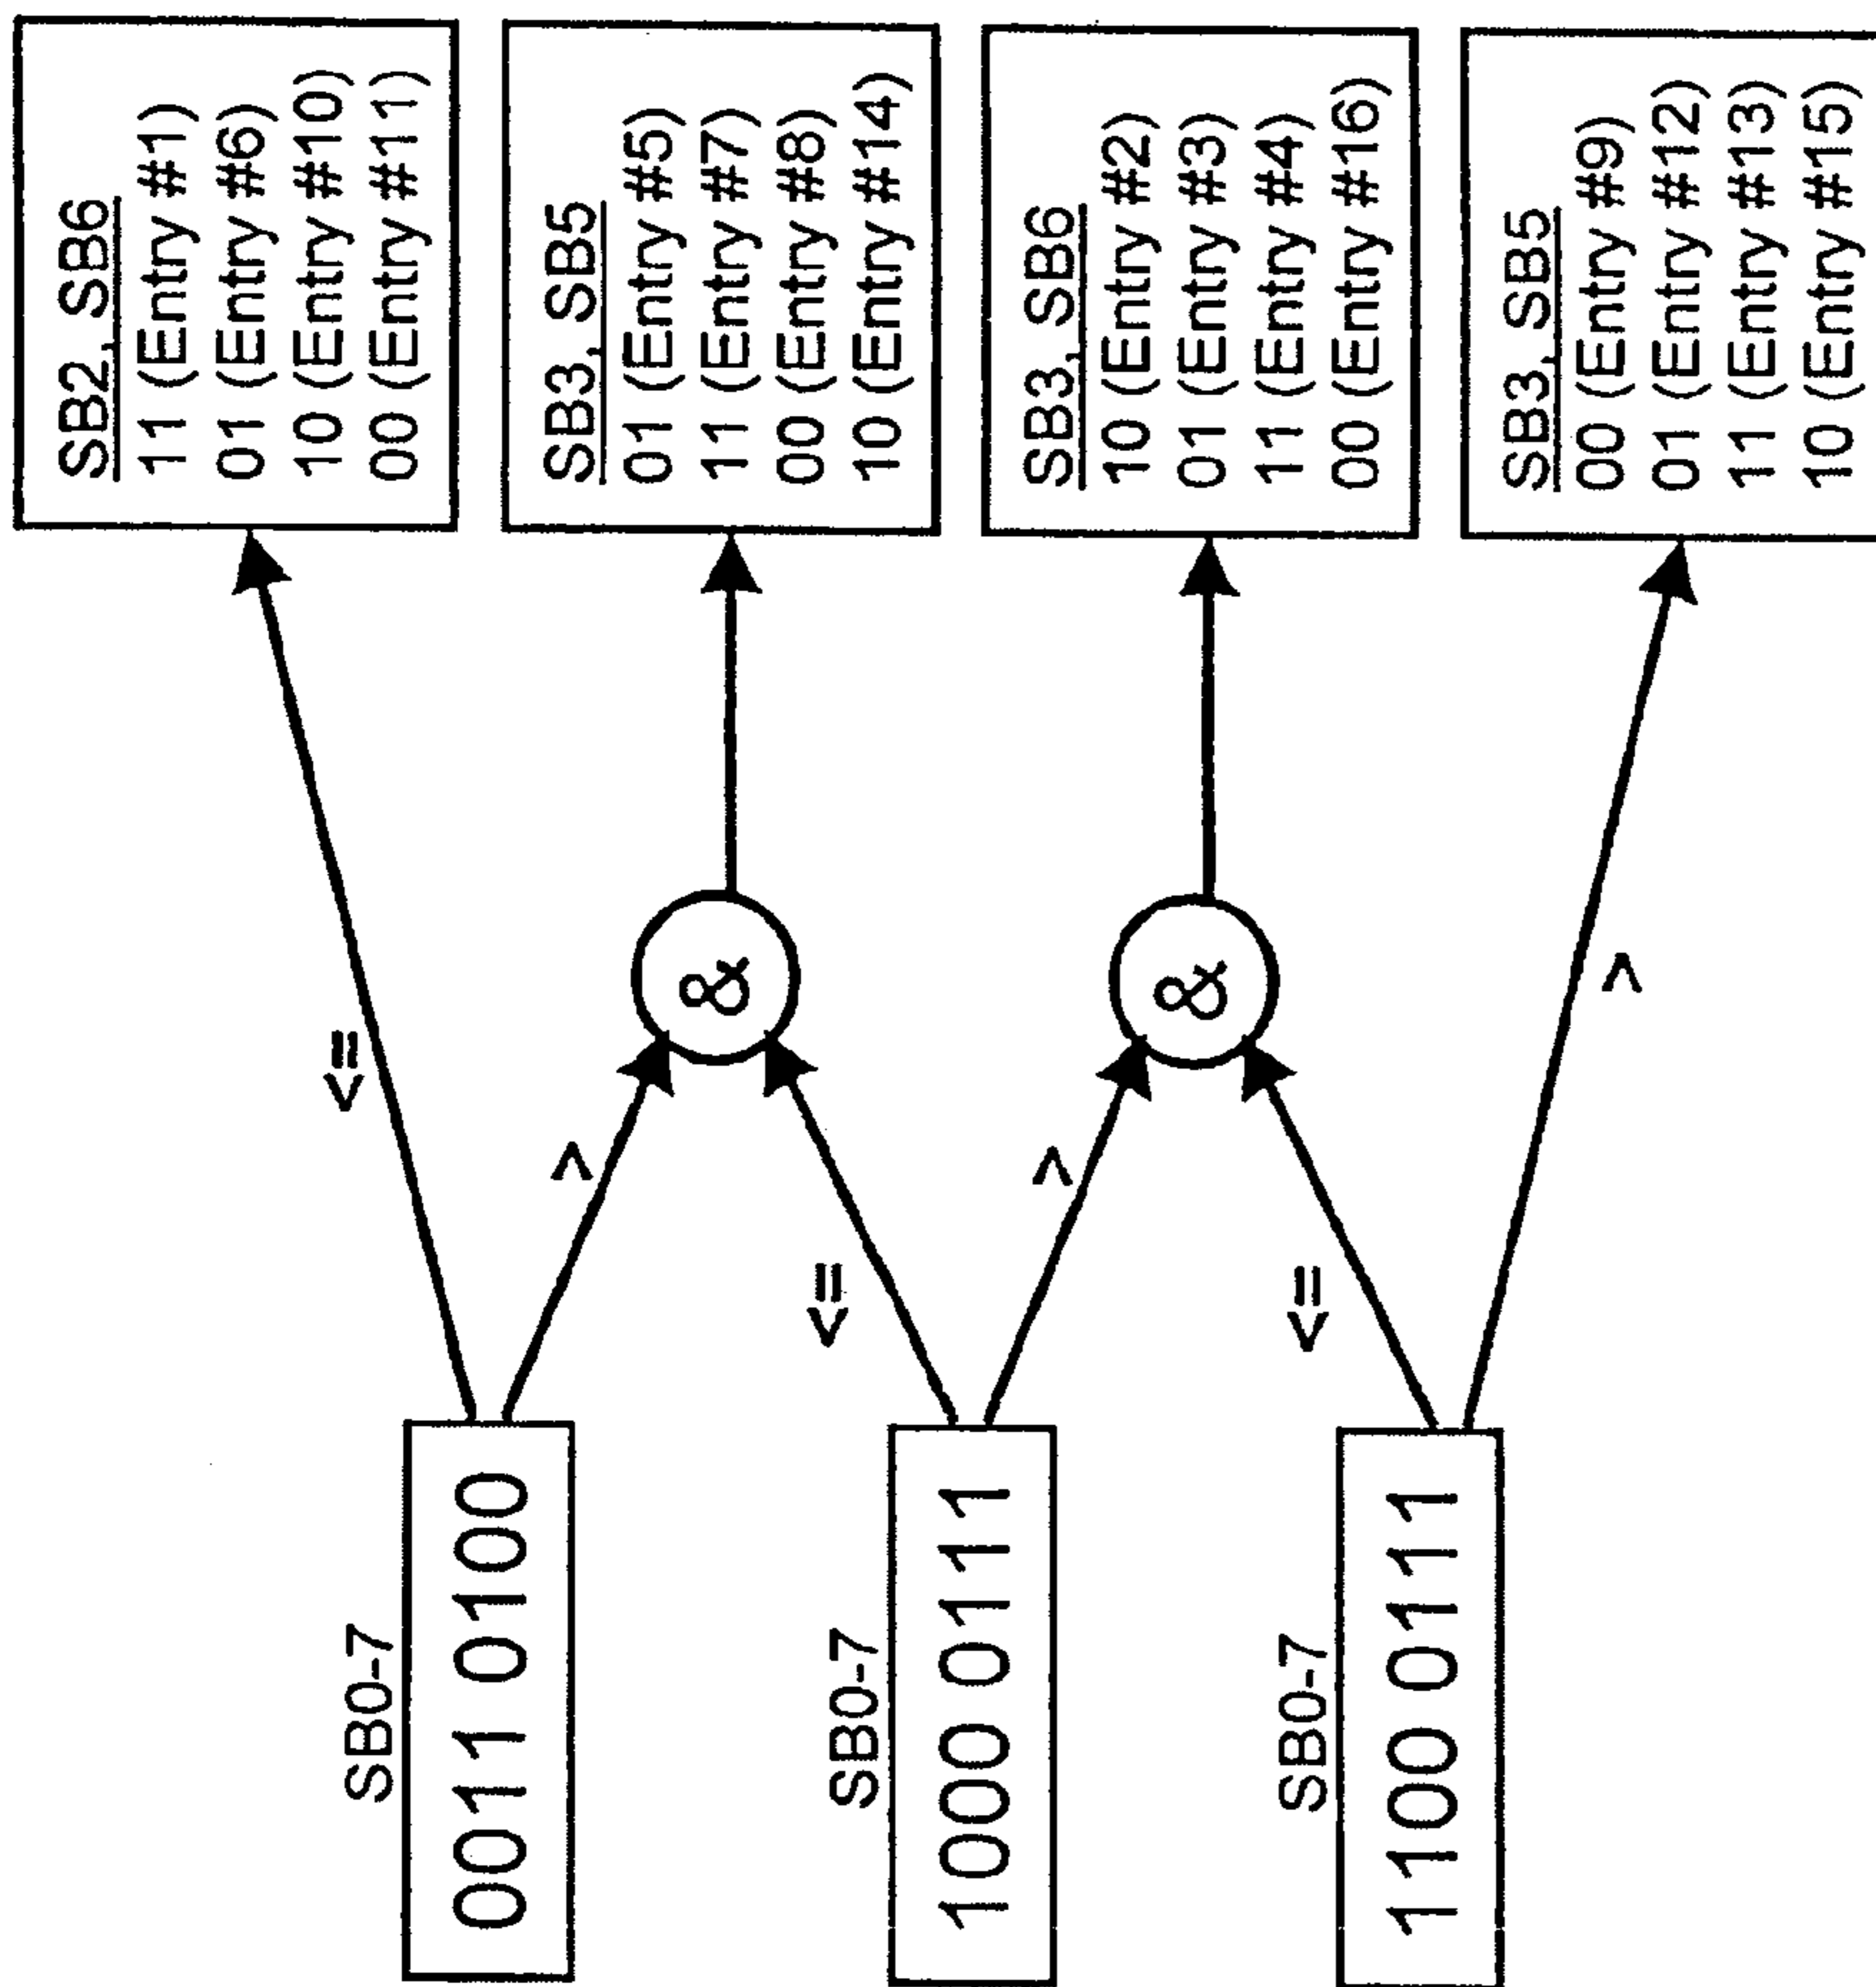 SB0-7
0011 0100
<=
>
SB2, SB6
11 (Entry #1)
01 (Entry #6)
10 (Entry #10)
00 (Entry #11)
SB0-7
1000 0111
<=
>
&
SB3, SB5
01 (Entry #5)
11 (Entry #7)
00 (Entry #8)
10 (Entry #14)
SB0-7
1100 0111
<=
>
&
SB3, SB6
10 (Entry #2)
01 (Entry #3)
11 (Entry #4)
00 (Entry #16)
SB3, SB5
00 (Entry #9)
01 (Entry #12)
11 (Entry #13)
10 (Entry #15)